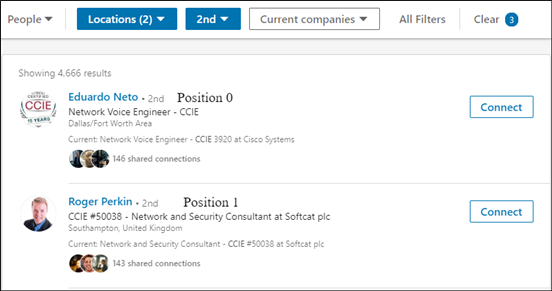 People
Locations (2)
2nd
Current companies
All Filters
Clear 3
Showing 4,666 results
Eduardo Neto • 2nd Position 0
Network Voice Engineer - CCIE
Dallas/Fort Worth Area
Current: Network Voice Engineer - CCIE 3920 at Cisco Systems
146 shared connections
Connect
CCIE
15 YEARS
Roger Perkin • 2nd Position 1
CCIE #50038 - Network and Security Consultant at Softcat plc
Southampton, United Kingdom
Current: Network and Security Consultant - CCIE #50038 at Softcat plc
143 shared connections
Connect